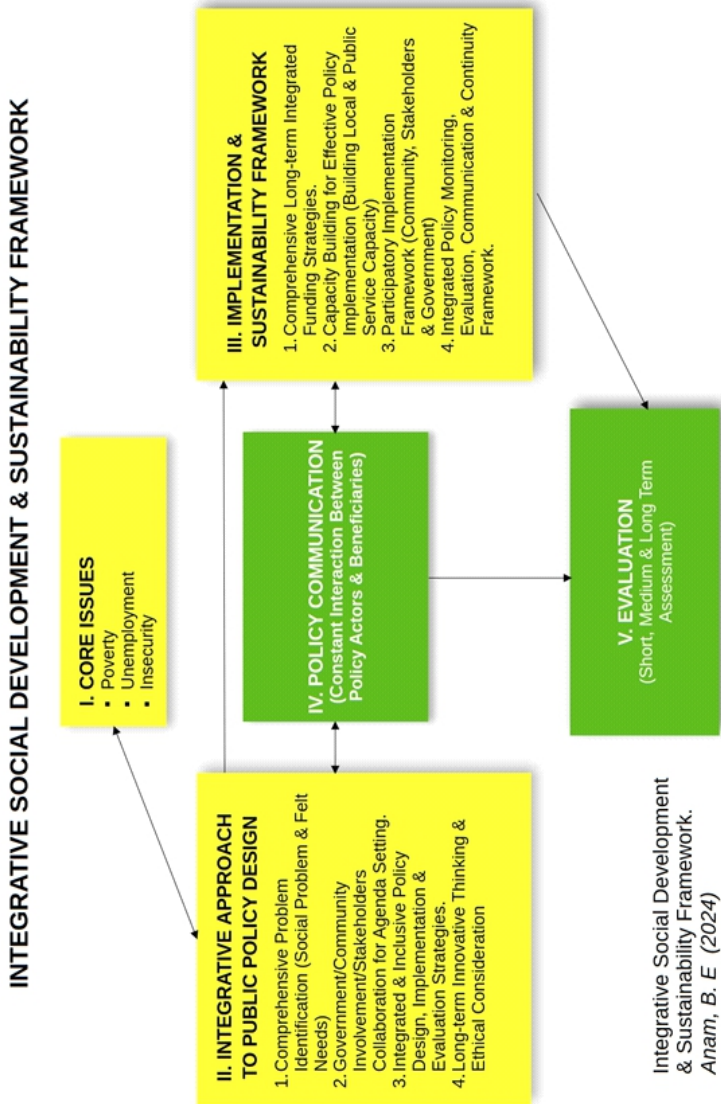 INTEGRATIVE SOCIAL DEVELOPMENT & SUSTAINABILITY FRAMEWORK
I. CORE ISSUES
▪ Poverty
▪ Unemployment
▪ Insecurity
II. INTEGRATIVE APPROACH
TO PUBLIC POLICY DESIGN
1. Comprehensive Problem
Identification (Social Problem & Felt
Needs)
2. Government/Community
Involvement/Stakeholders
Collaboration for Agenda Setting.
3. Integrated & Inclusive Policy
Design, Implementation &
Evaluation Strategies.
4. Long-term Innovative Thinking &
Ethical Consideration
IV. POLICY COMMUNICATION
(Constant Interaction Between
Policy Actors & Beneficiaries)
III. IMPLEMENTATION &
SUSTAINABILITY FRAMEWORK
1. Comprehensive Long-term Integrated
Funding Strategies.
2. Capacity Building for Effective Policy
Implementation (Building Local & Public
Service Capacity)
3. Participatory Implementation
Framework (Community, Stakeholders
& Government)
4. Integrated Policy Monitoring,
Evaluation, Communication & Continuity
Framework.
V. EVALUATION
(Short, Medium & Long Term
Assessment)
Integrative Social Development
& Sustainability Framework.
Anam, B. E (2024)